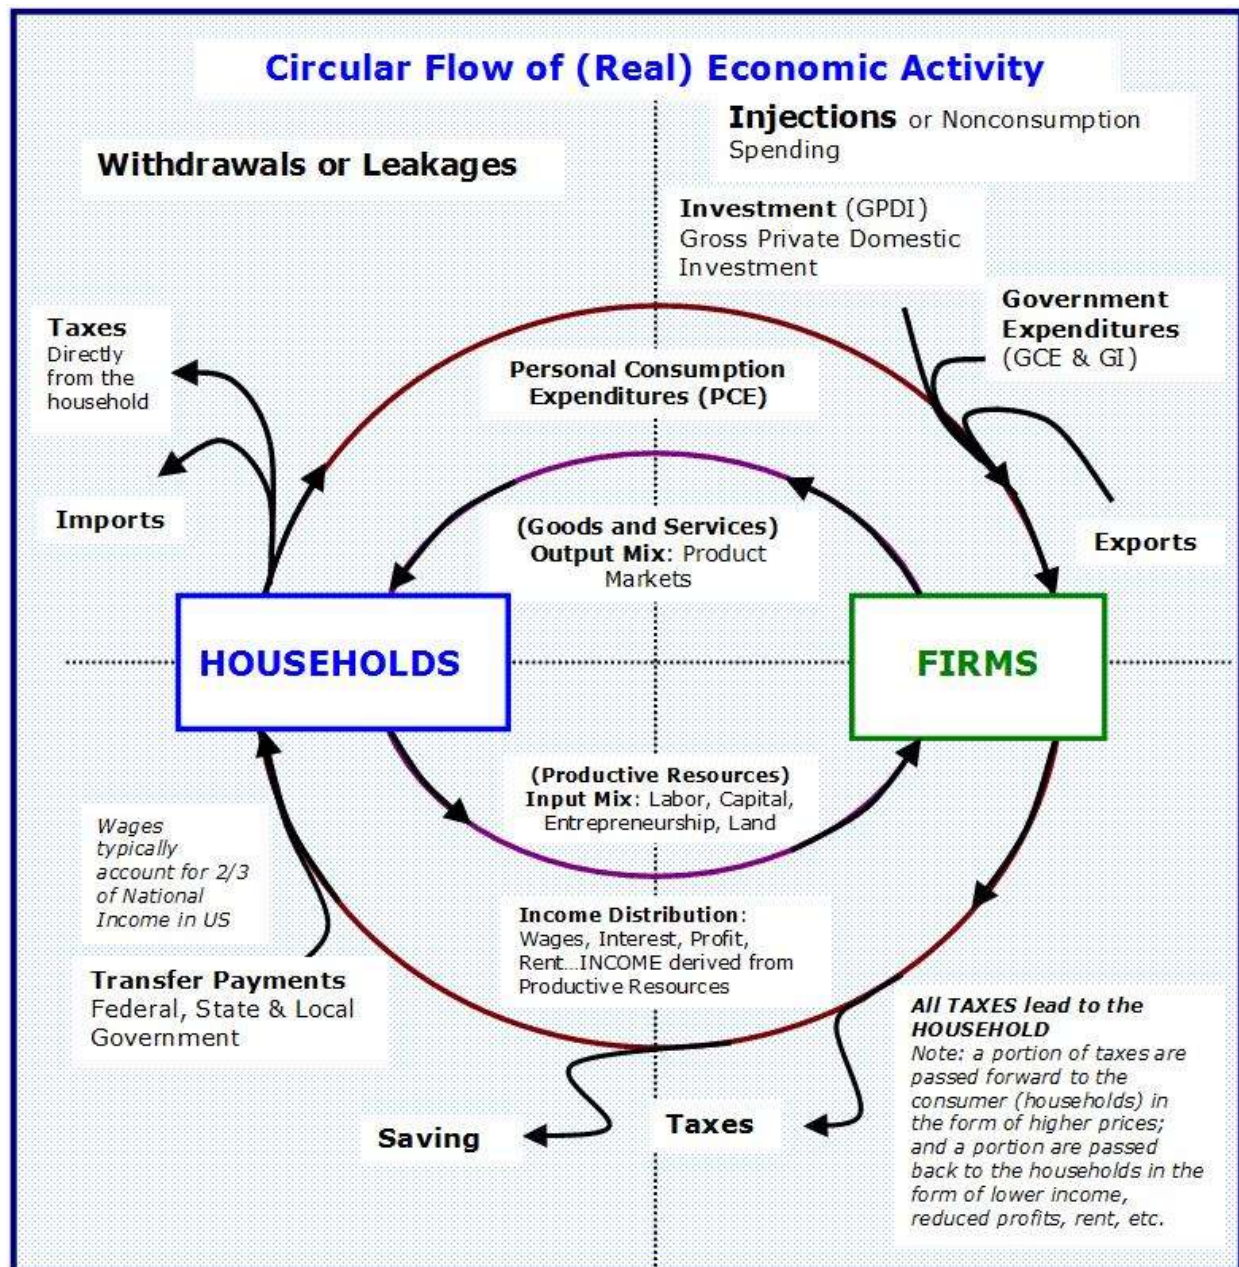 Circular Flow of (Real) Economic Activity
Withdrawals or Leakages
Injections or Nonconsumption
Spending
Investment (GPDI)
Gross Private Domestic
Investment
Government
Expenditures
(GCE & GI)
Taxes
Directly
from the
household
Personal Consumption
Expenditures (PCE)
Imports
(Goods and Services)
Output Mix: Product
Markets
Exports
HOUSEHOLDS
FIRMS
(Productive Resources)
Input Mix: Labor, Capital,
Entrepreneurship, Land
Wages
typically
account for 2/3
of National
Income in US
Income Distribution:
Wages, Interest, Profit,
Rent...INCOME derived from
Productive Resources
Transfer Payments
Federal, State & Local
Government
All TAXES lead to the
HOUSEHOLD
Note: a portion of taxes are
passed forward to the
consumer (households) in
the form of higher prices;
and a portion are passed
back to the households in the
form of lower income,
reduced profits, rent, etc.
Saving
Taxes